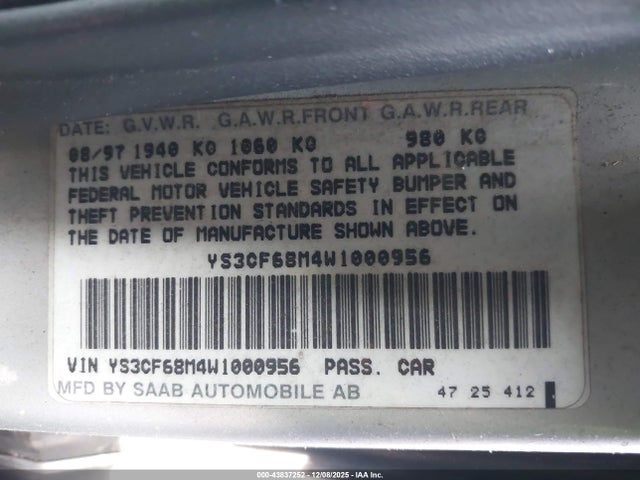 DATE: G.V.W.R. G.A.W.R.FRONT G.A.W.R.REAR
08/97 1940 KG 1060 KG 980 KG
THIS VEHICLE CONFORMS TO ALL APPLICABLE
FEDERAL MOTOR VEHICLE SAFETY BUMPER AND
THEFT PREVENTION STANDARDS IN EFFECT ON
THE DATE OF MANUFACTURE SHOWN ABOVE.
YS3CF68M4W1000956
VIN YS3CF68M4W1000956 PASS. CAR
MFD BY SAAB AUTOMOBILE AB 47 25 412
000-43837252 - 12/08/2025 - IAA Inc.